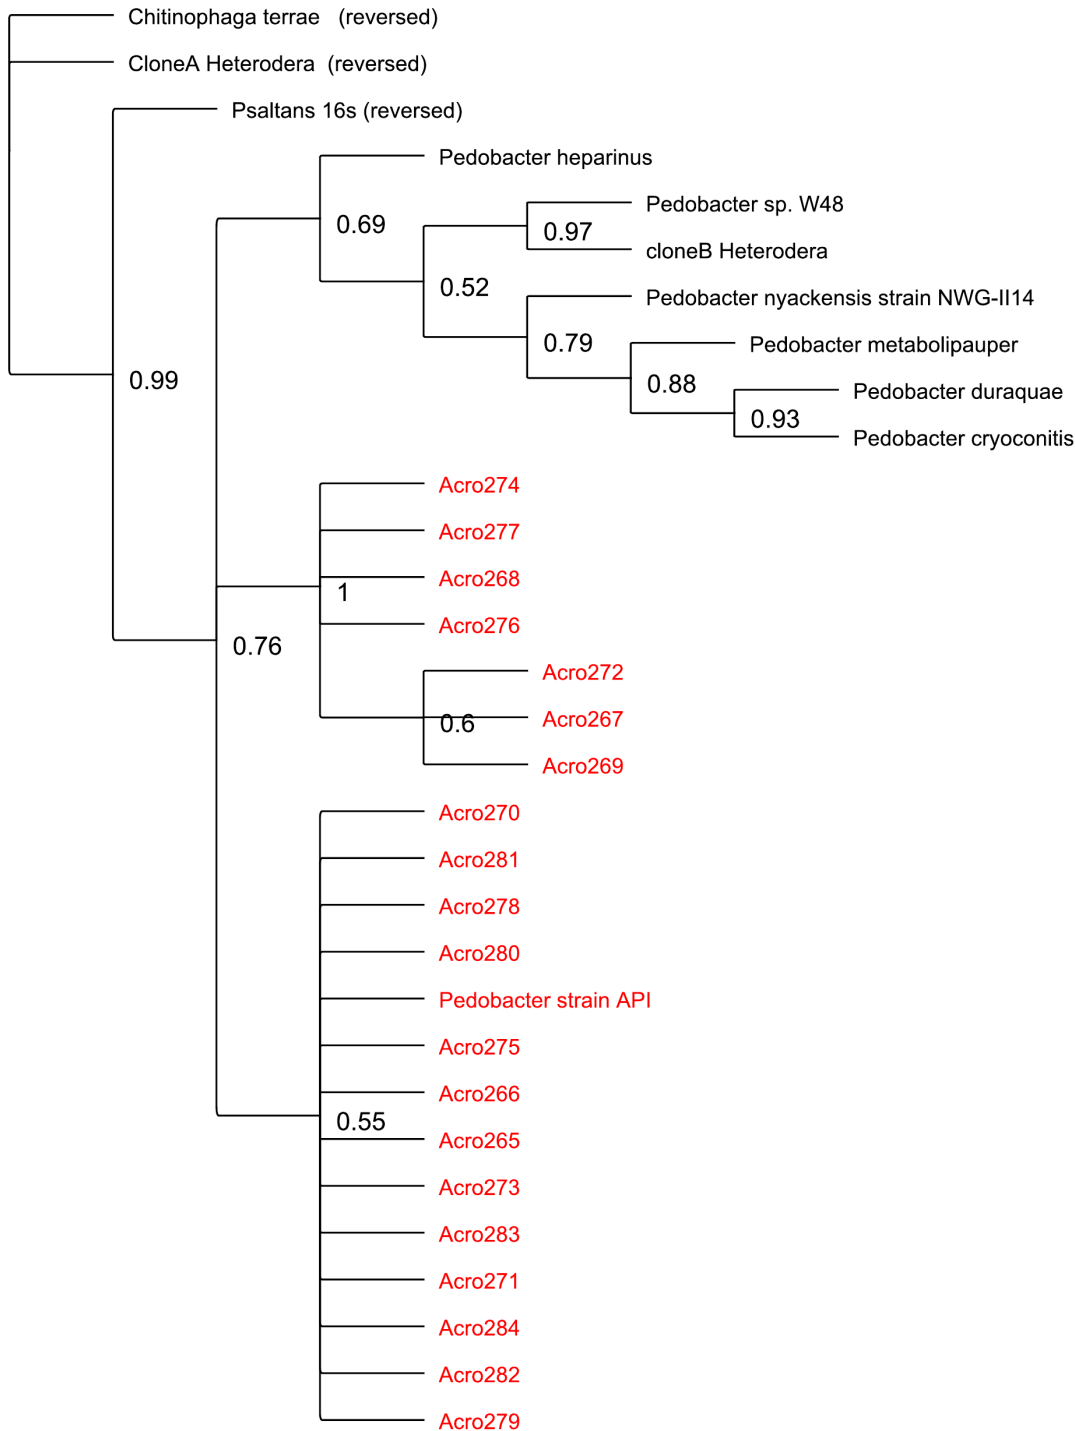 Chitinophaga terrae (reversed)
CloneA Heterodera (reversed)
Psaltans 16s (reversed)
Pedobacter heparinus
Pedobacter sp. W48
0.69
0.97
cloneB Heterodera
0.52
Pedobacter nyackensis strain NWG-II14
0.79
Pedobacter metabolipauper
0.99
0.88
Pedobacter duraquae
0.93
Pedobacter cryoconitis
Acro274
Acro277
Acro268
1
Acro276
0.76
Acro272
0.6
Acro267
Acro269
Acro270
Acro281
Acro278
Acro280
Pedobacter strain API
Acro275
Acro266
0.55
Acro265
Acro273
Acro283
Acro271
Acro284
Acro282
Acro279